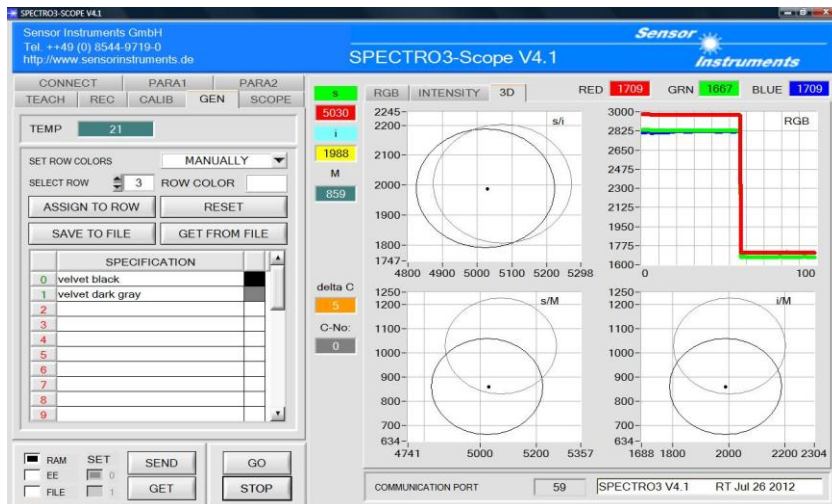 SPECTRO3-SCOPE V4.1
Sensor Instruments GmbH
Tel. ++49 (0) 8544-9719-0
http://www.sensorinstruments.de
SPECTRO3-Scope V4.1
Sensor
Instruments
CONNECT PARA1 PARA2
TEACH REC CALIB GEN SCOPE
TEMP 21
SET ROW COLORS MANUALLY
SELECT ROW 3 ROW COLOR
ASSIGN TO ROW RESET
SAVE TO FILE GET FROM FILE
SPECIFICATION
0 velvet black
1 velvet dark gray
2
3
4
5
6
7
8
9
RAM SET
EE 0
FILE 1
SEND GO
GET STOP
s
5030
i
1988
M
859
delta C
5
C-No:
0
RGB INTENSITY 3D
RED 1709 GRN 1667 BLUE 1709
s/i
2245-
2200-
2100-
2000-
1900-
1800-
1747-
4800 4900 5000 5100 5200 5298
RGB
3000-
2825-
2650-
2475-
2300-
2125-
1950-
1775-
1600-
0 100
s/M
1250-
1200-
1100-
1000-
900-
800-
700-
634-
4741 5000 5200 5357
i/M
1250-
1200-
1100-
1000-
900-
800-
700-
634-
1688 1800 2000 2200 2304
COMMUNICATION PORT 59 SPECTRO3 V4.1 RT Jul 26 2012